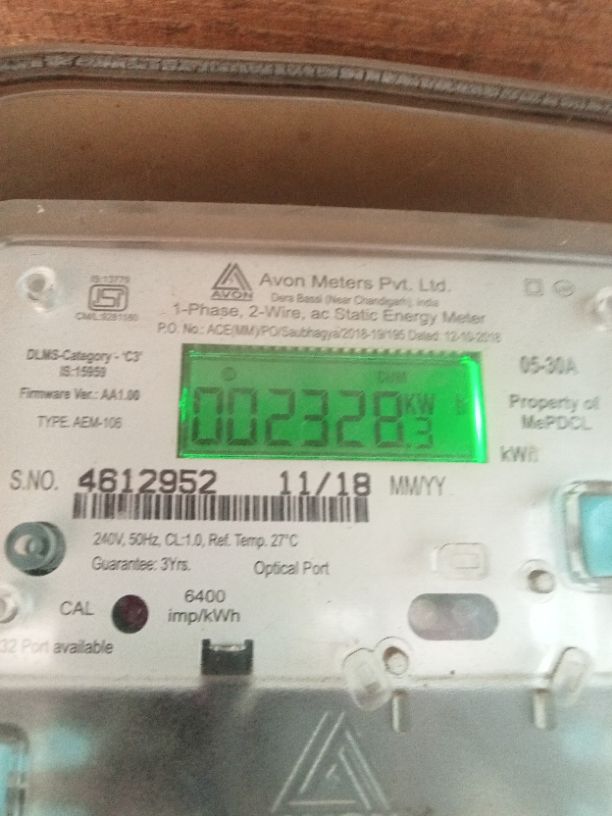 IS:13779
ISI
CM/L:9281580
AVON
Avon Meters Pvt. Ltd.
Dera Bassi (Near Chandigarh), India
1-Phase, 2-Wire, ac Static Energy Meter
P.O. No.: ACE(MM)/PO/Saubhagya/2018-19/195 Dated: 12-10-2018
DLMS-Category - 'C3'
IS:15959
Firmware Ver.: AA1.00
TYPE: AEM-106
CUM
002328.3 KW h
05-30A
Property of
MePDCL
kWh
S.NO. 4612952 11/18 MM/YY
240V, 50Hz, CL:1.0, Ref. Temp. 27°C
Guarantee: 3Yrs. Optical Port
CAL
6400
imp/kWh
32 Port available